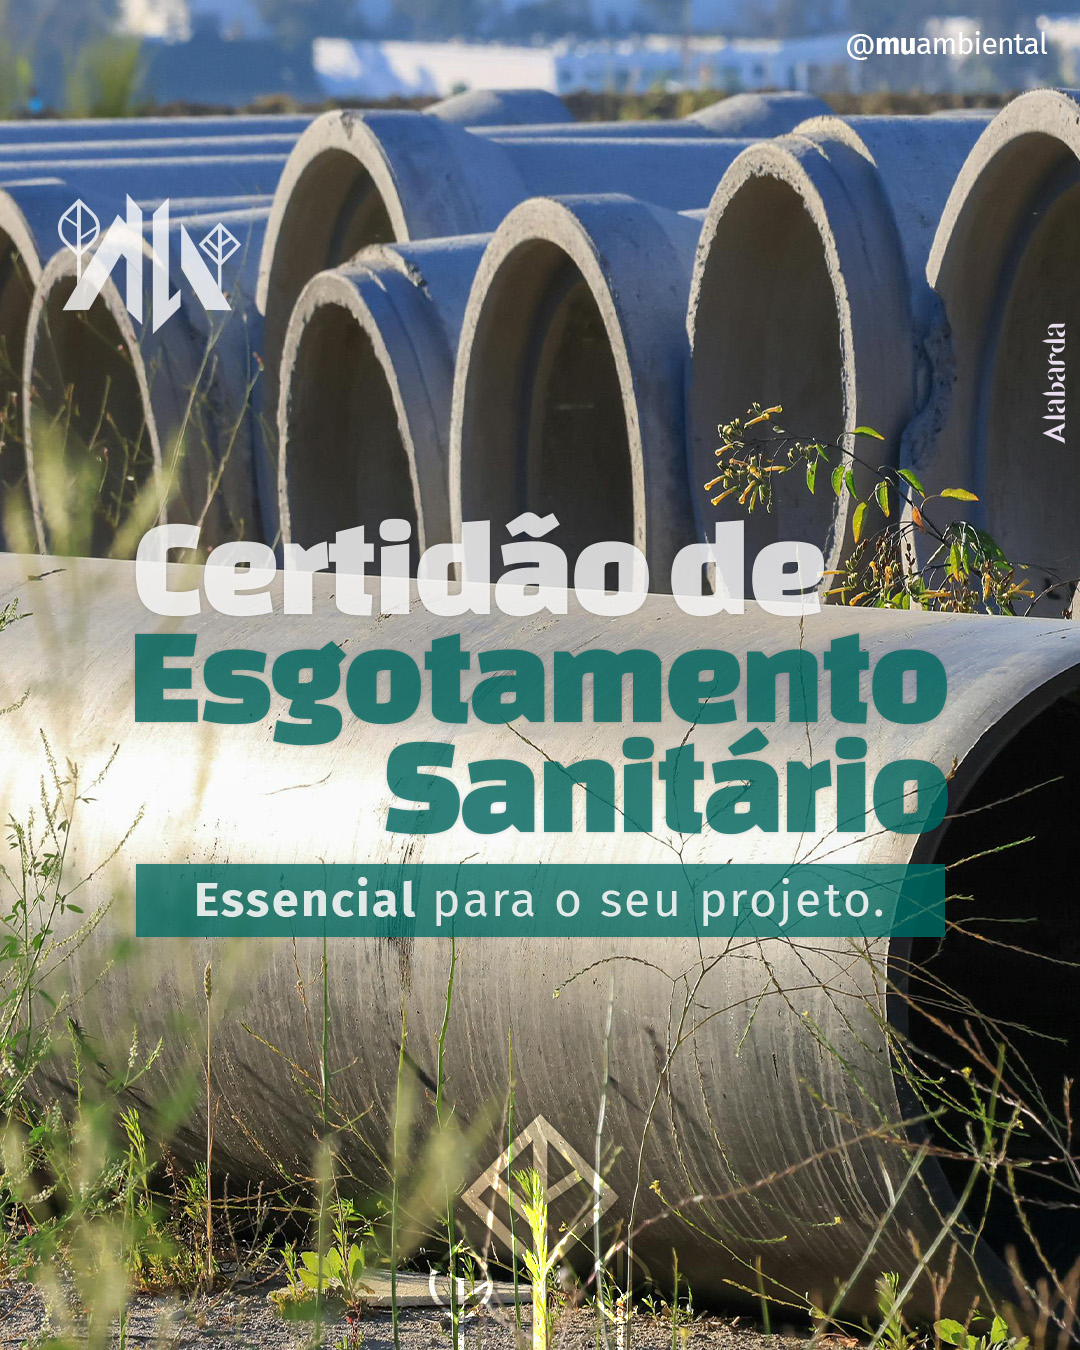 @muambiental
Alabarda
Certidão de
Esgotamento
Sanitário
Essencial para o seu projeto.